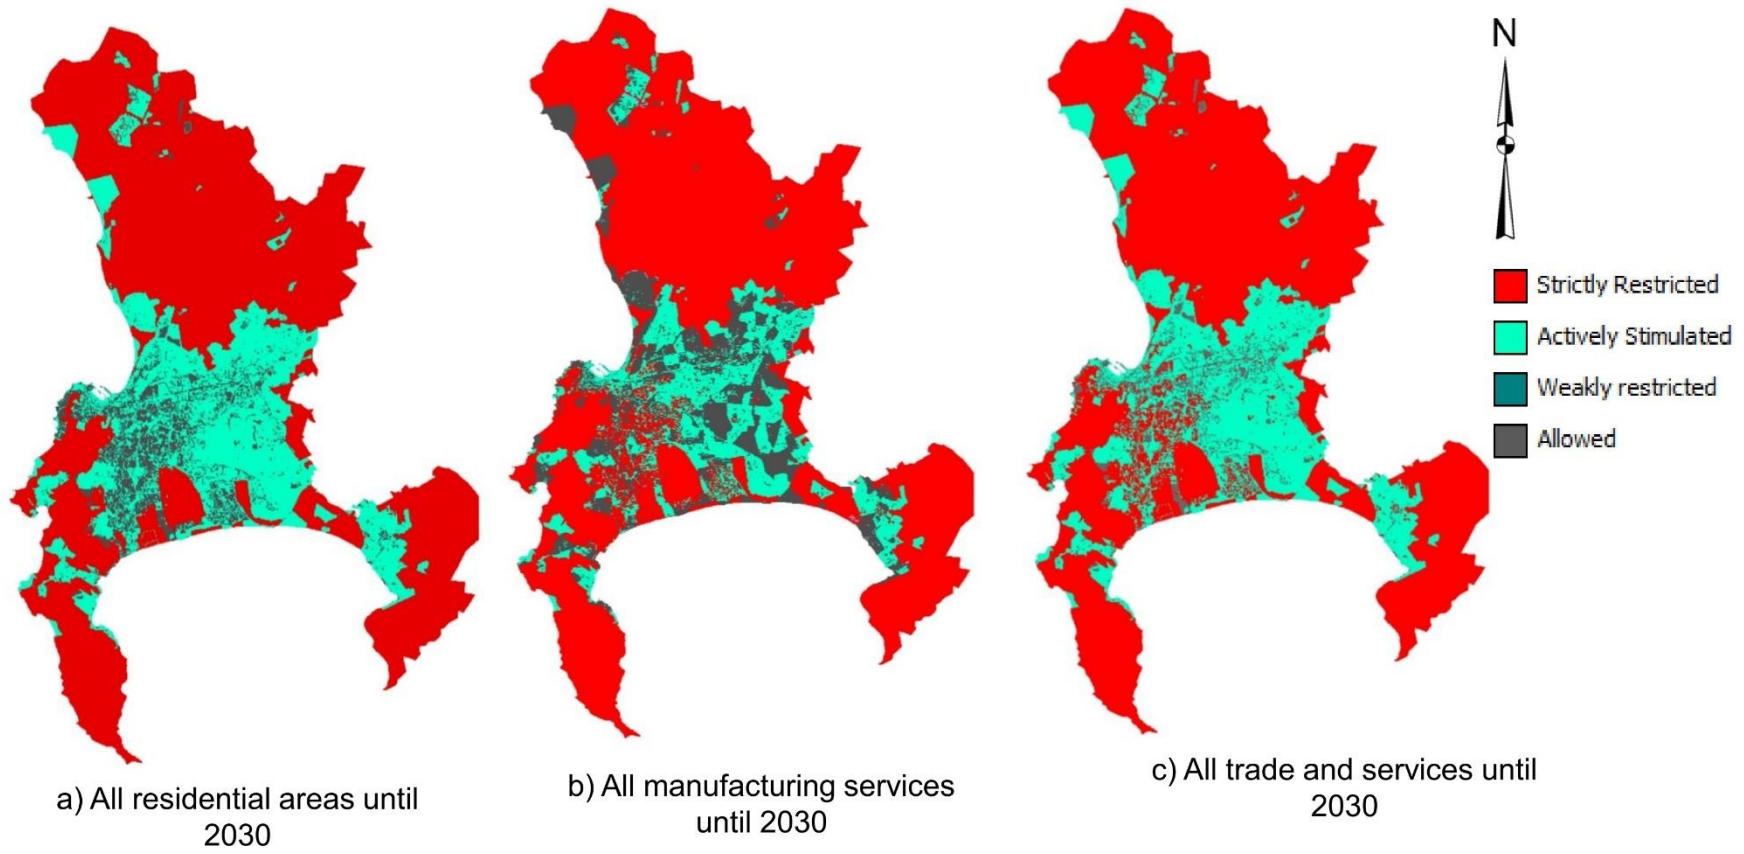 N
Strictly Restricted
Actively Stimulated
Weakly restricted
Allowed
a) All residential areas until
2030
b) All manufacturing services
until 2030
c) All trade and services until
2030